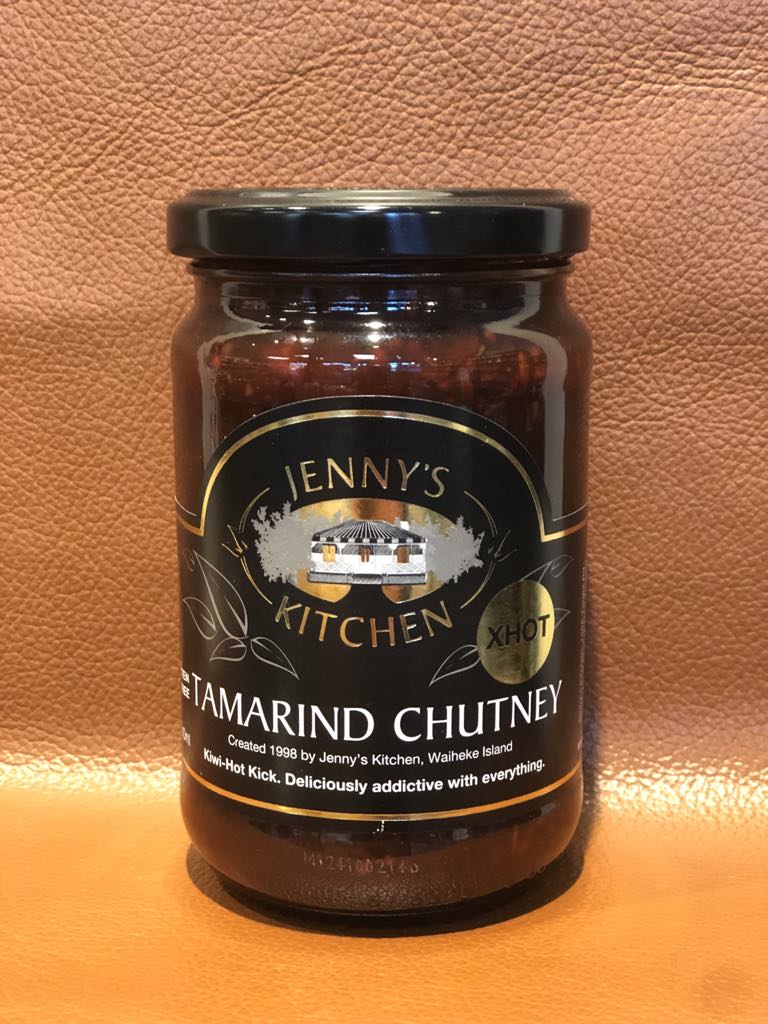 JENNY'S
KITCHEN
XHOT
TAMARIND CHUTNEY
Created 1998 by Jenny's Kitchen, Waiheke Island
Kiwi-Hot Kick. Deliciously addictive with everything.